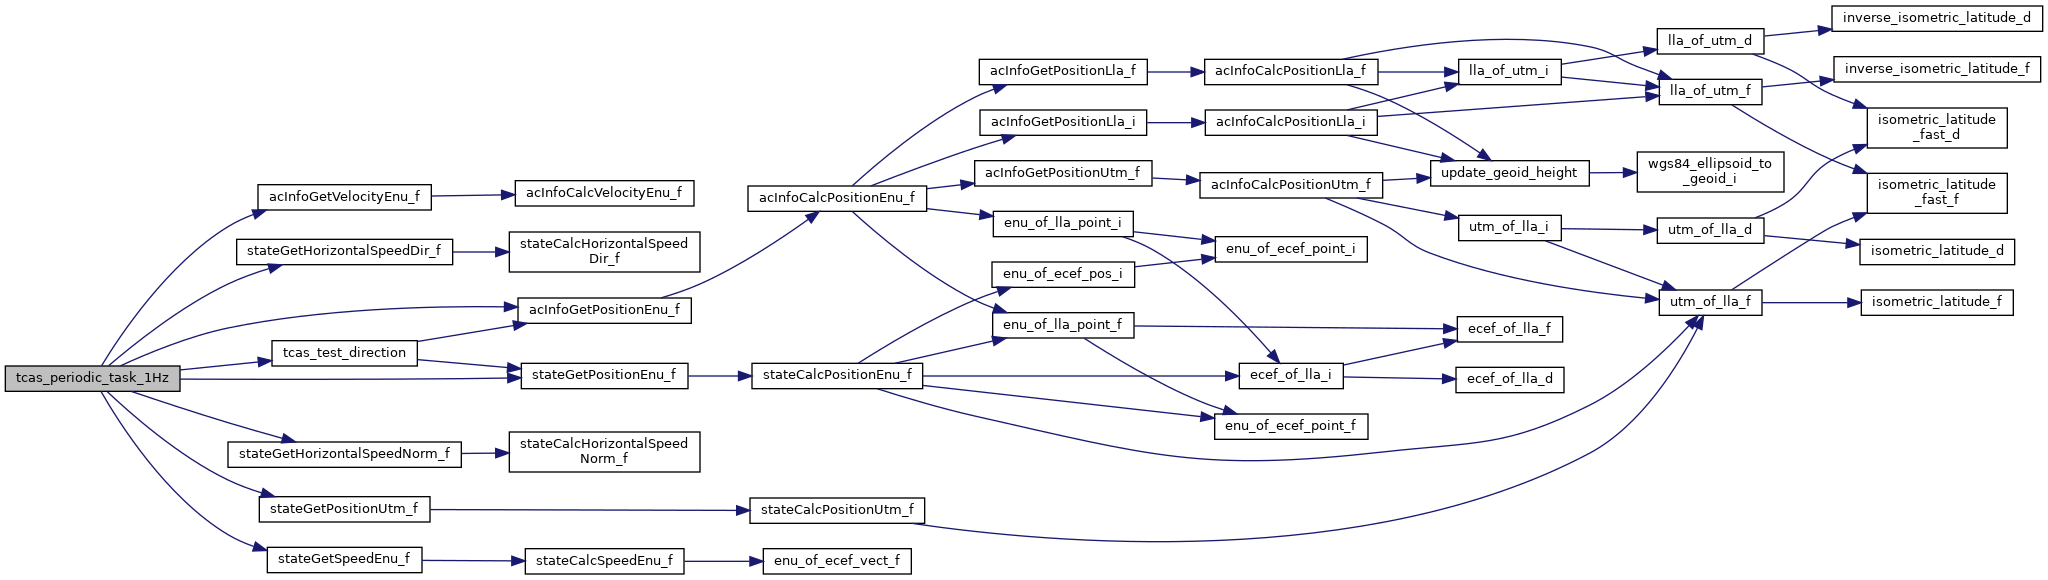 tcas_periodic_task_1Hz
acInfoGetVelocityEnu_f
stateGetHorizontalSpeedDir_f
acInfoGetPositionEnu_f
tcas_test_direction
stateGetPositionEnu_f
stateGetHorizontalSpeedNorm_f
stateGetPositionUtm_f
stateGetSpeedEnu_f
acInfoCalcVelocityEnu_f
stateCalcHorizontalSpeed
Dir_f
stateCalcHorizontalSpeed
Norm_f
stateCalcSpeedEnu_f
acInfoCalcPositionEnu_f
stateCalcPositionEnu_f
stateCalcPositionUtm_f
enu_of_ecef_vect_f
acInfoGetPositionLla_f
acInfoGetPositionLla_i
acInfoGetPositionUtm_f
enu_of_lla_point_i
enu_of_ecef_pos_i
enu_of_lla_point_f
acInfoCalcPositionLla_f
acInfoCalcPositionLla_i
acInfoCalcPositionUtm_f
enu_of_ecef_point_i
ecef_of_lla_i
enu_of_ecef_point_f
lla_of_utm_i
update_geoid_height
utm_of_lla_i
ecef_of_lla_f
ecef_of_lla_d
lla_of_utm_d
lla_of_utm_f
wgs84_ellipsoid_to
_geoid_i
utm_of_lla_d
utm_of_lla_f
inverse_isometric_latitude_d
inverse_isometric_latitude_f
isometric_latitude
_fast_d
isometric_latitude
_fast_f
isometric_latitude_d
isometric_latitude_f